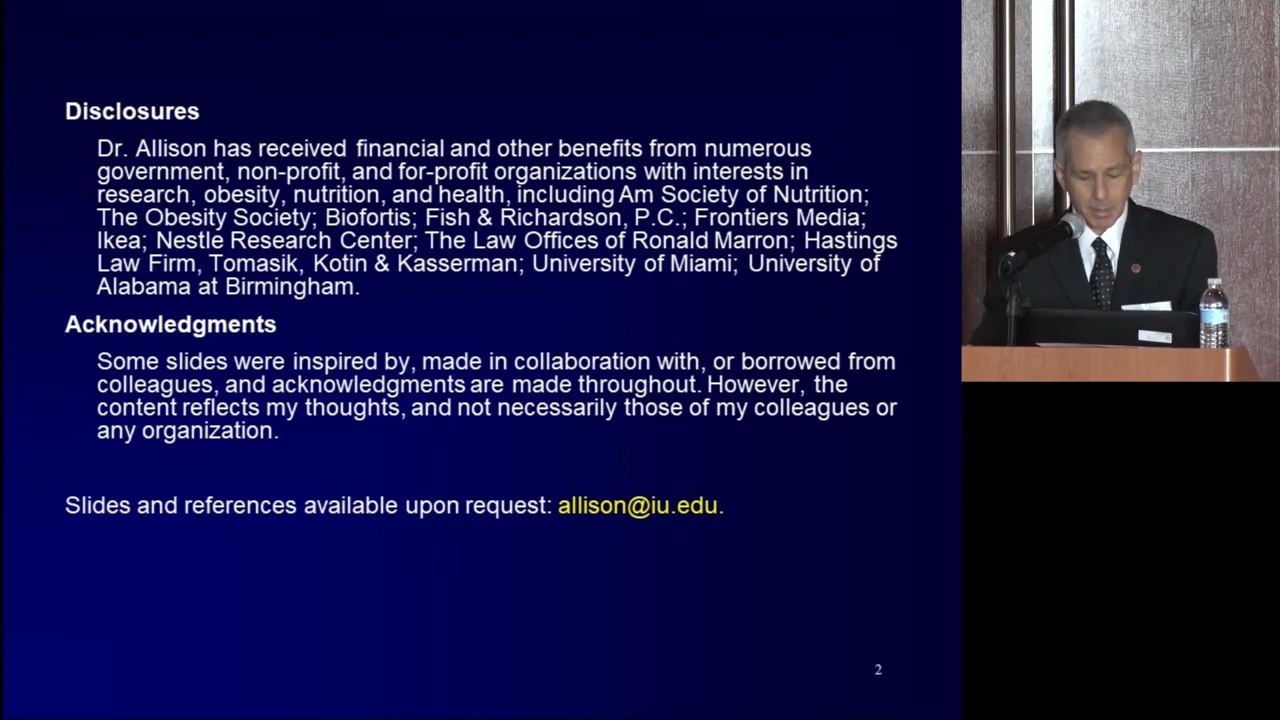 Disclosures
Dr. Allison has received financial and other benefits from numerous
government, non-profit, and for-profit organizations with interests in
research, obesity, nutrition, and health, including Am Society of Nutrition;
The Obesity Society; Biofortis; Fish & Richardson, P.C.; Frontiers Media;
Ikea; Nestle Research Center; The Law Offices of Ronald Marron; Hastings
Law Firm, Tomasik, Kotin & Kasserman; University of Miami; University of
Alabama at Birmingham.
Acknowledgments
Some slides were inspired by, made in collaboration with, or borrowed from
colleagues, and acknowledgments are made throughout. However, the
content reflects my thoughts, and not necessarily those of my colleagues or
any organization.
Slides and references available upon request: allison@iu.edu.
2